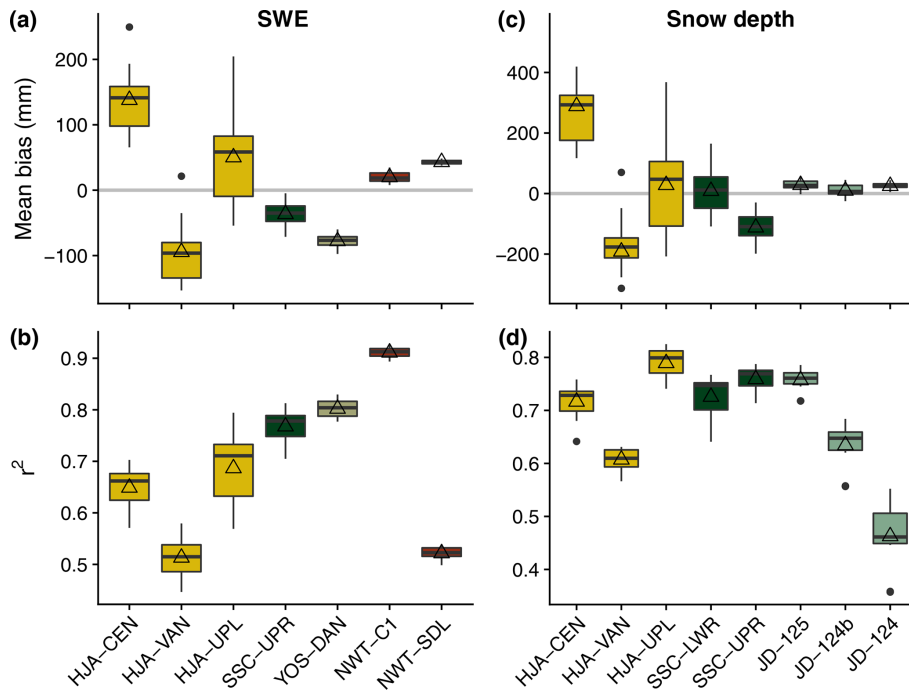 (a) SWE
(c) Snow depth
Mean bias (mm)
200
100
0
−100
400
200
0
−200
(b)
(d)
r²
0.9
0.8
0.7
0.6
0.5
0.8
0.7
0.6
0.5
0.4
HJA−CEN
HJA−VAN
HJA−UPL
SSC−UPR
YOS−DAN
NWT−C1
NWT−SDL
HJA−CEN
HJA−VAN
HJA−UPL
SSC−LWR
SSC−UPR
JD−125
JD−124b
JD−124